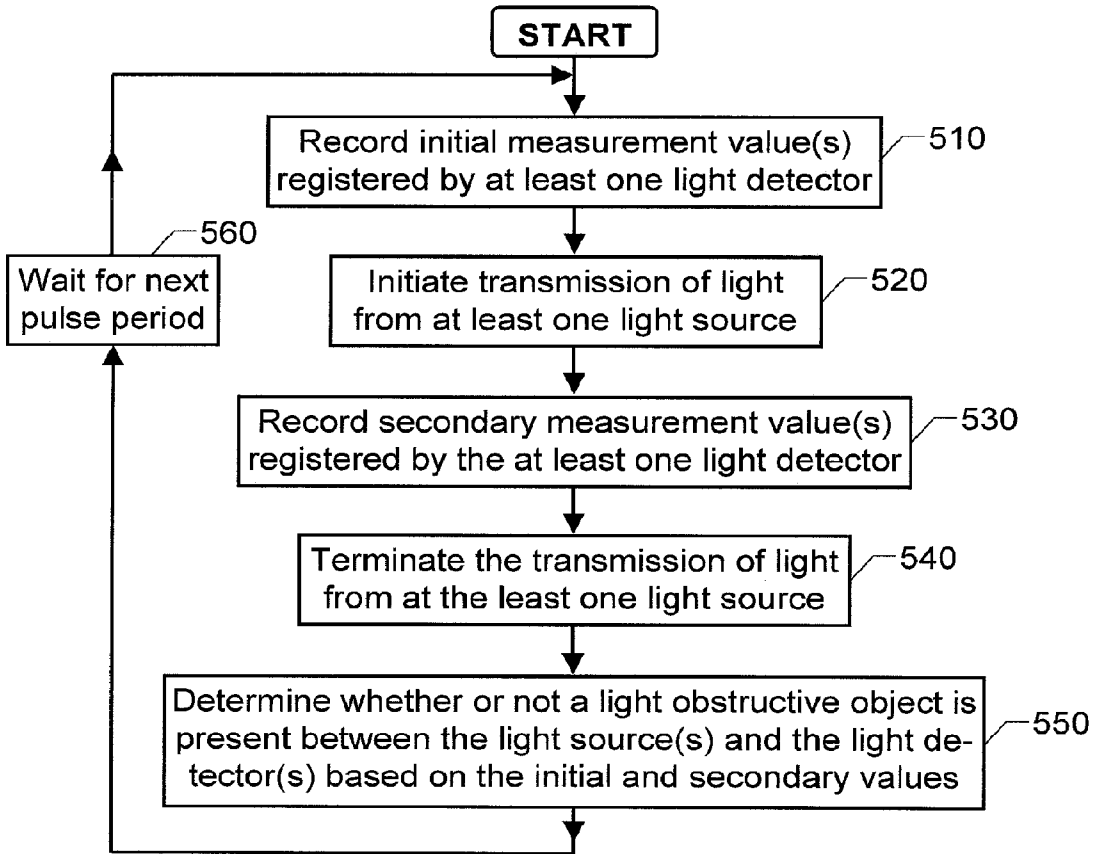 START
Record initial measurement value(s)
registered by at least one light detector
510
Initiate transmission of light
from at least one light source
520
Record secondary measurement value(s)
registered by the at least one light detector
530
Terminate the transmission of light
from at the least one light source
540
Determine whether or not a light obstructive object is
present between the light source(s) and the light de-
tector(s) based on the initial and secondary values
550
Wait for next
pulse period
560